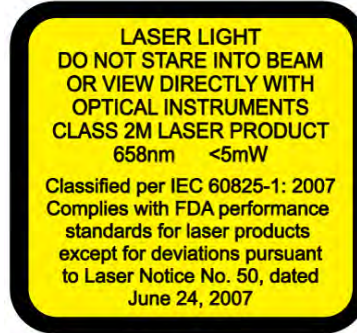 LASER LIGHT
DO NOT STARE INTO BEAM
OR VIEW DIRECTLY WITH
OPTICAL INSTRUMENTS
CLASS 2M LASER PRODUCT
658nm <5mW
Classified per IEC 60825-1: 2007
Complies with FDA performance
standards for laser products
except for deviations pursuant
to Laser Notice No. 50, dated
June 24, 2007